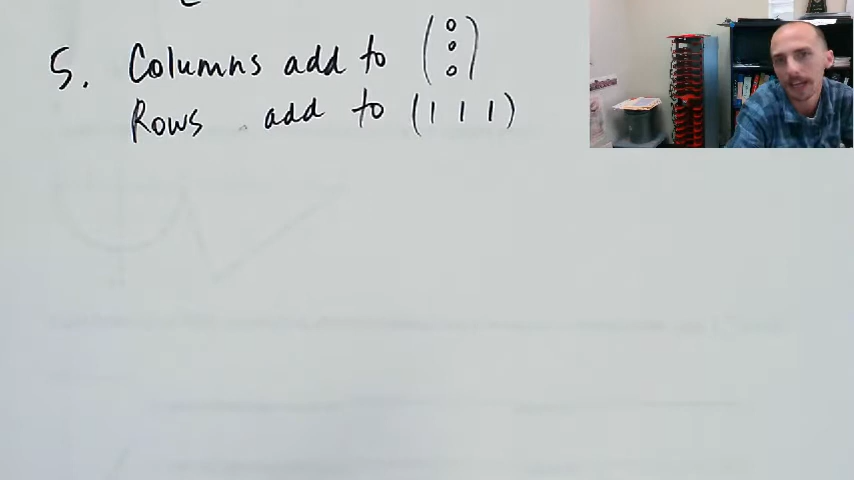 5. Columns add to (0
0
0)
Rows add to (1 1 1)